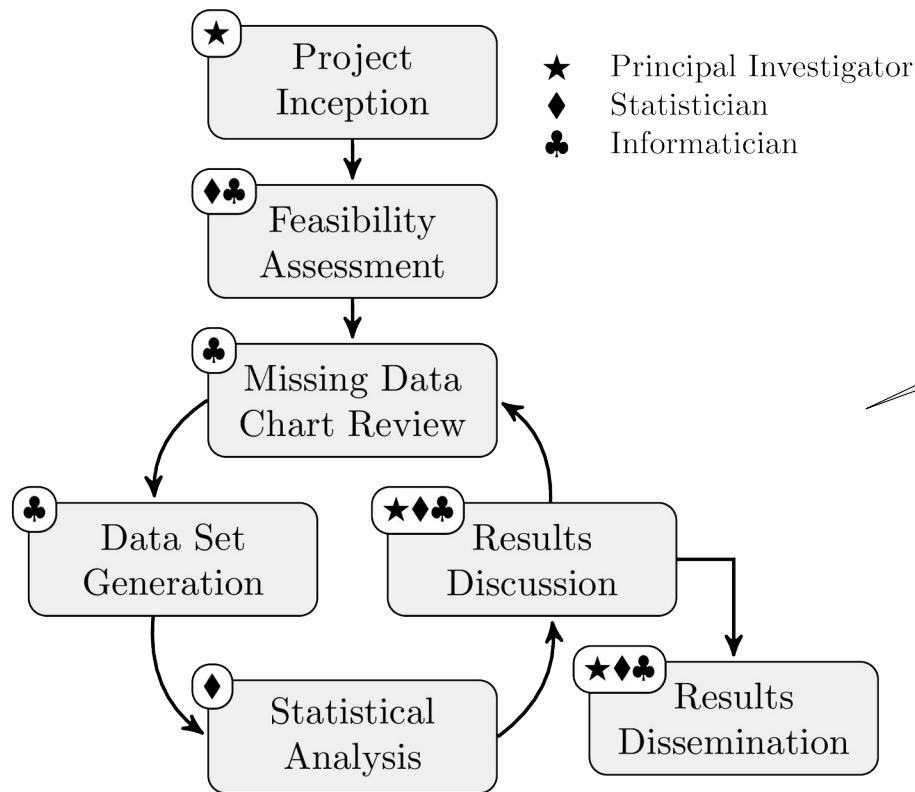 Project
Inception
Principal Investigator
Statistician
Informatician
Feasibility
Assessment
Missing Data
Chart Review
Data Set
Generation
Results
Discussion
Statistical
Analysis
Results
Dissemination